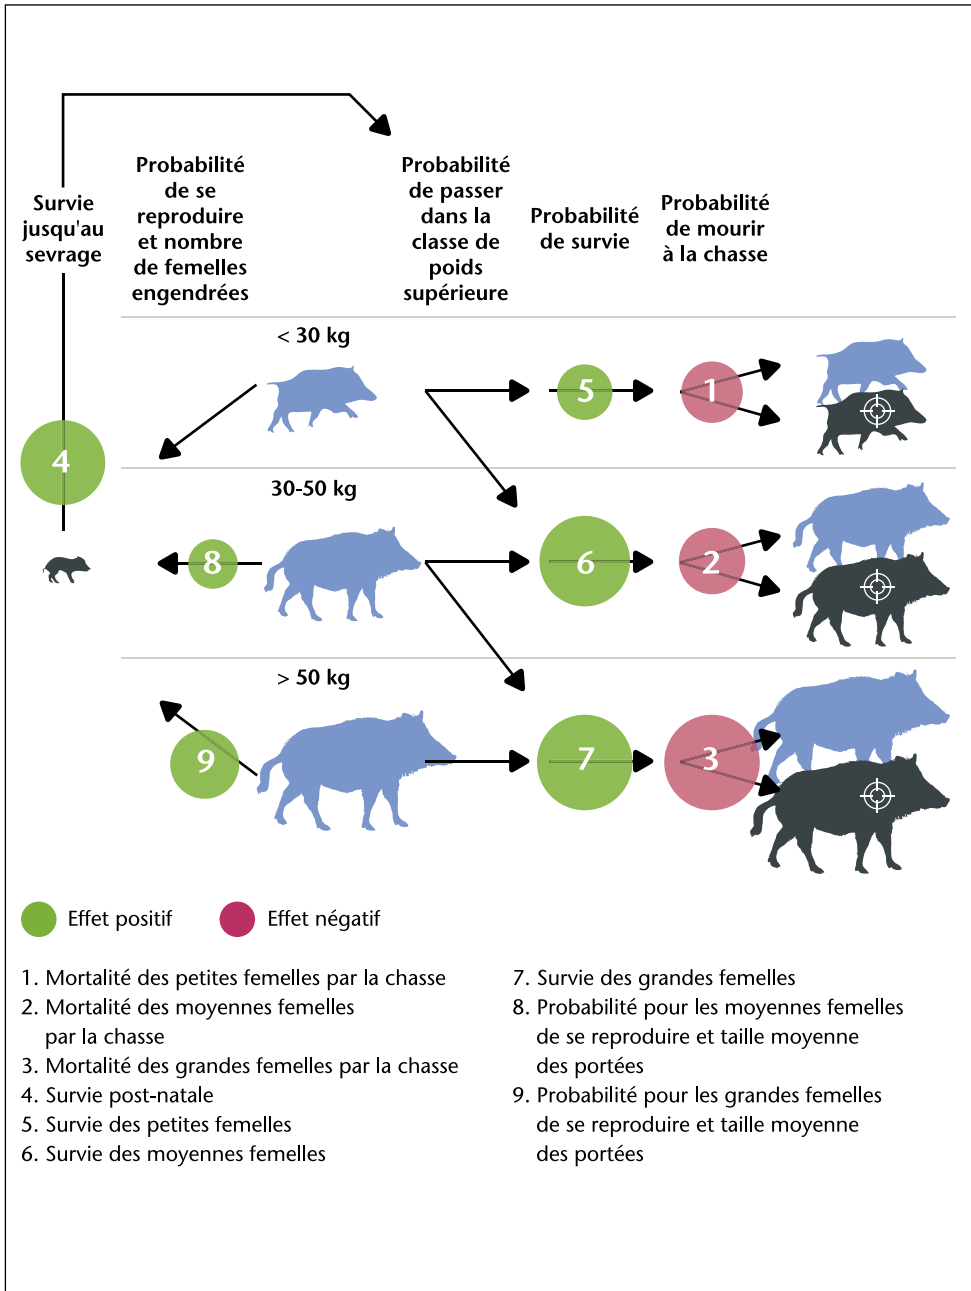 Survie
jusqu'au
sevrage
Probabilité
de se
reproduire
et nombre
de femelles
engendrées
Probabilité
de passer
dans la
classe de
poids
supérieure
Probabilité
de survie
Probabilité
de mourir
à la chasse
< 30 kg
5
1
4
30-50 kg
8
6
2
> 50 kg
9
7
3
Effet positif
Effet négatif
1. Mortalité des petites femelles par la chasse
2. Mortalité des moyennes femelles
par la chasse
3. Mortalité des grandes femelles par la chasse
4. Survie post-natale
5. Survie des petites femelles
6. Survie des moyennes femelles
7. Survie des grandes femelles
8. Probabilité pour les moyennes femelles
de se reproduire et taille moyenne
des portées
9. Probabilité pour les grandes femelles
de se reproduire et taille moyenne
des portées